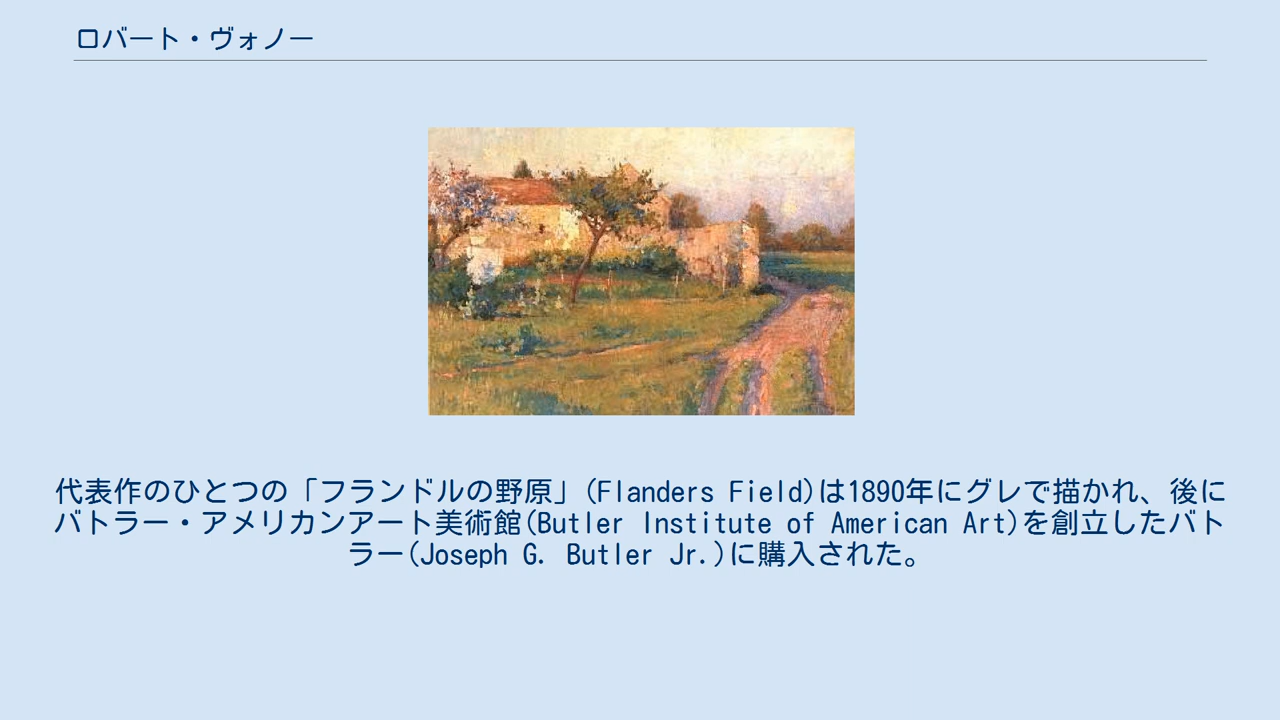 ロバート・ヴォノー
代表作のひとつの「フランドルの野原」(Flanders Field)は1890年にグレで描かれ、後に
バトラー・アメリカンアート美術館(Butler Institute of American Art)を創立したバト
ラー(Joseph G. Butler Jr.)に購入された。